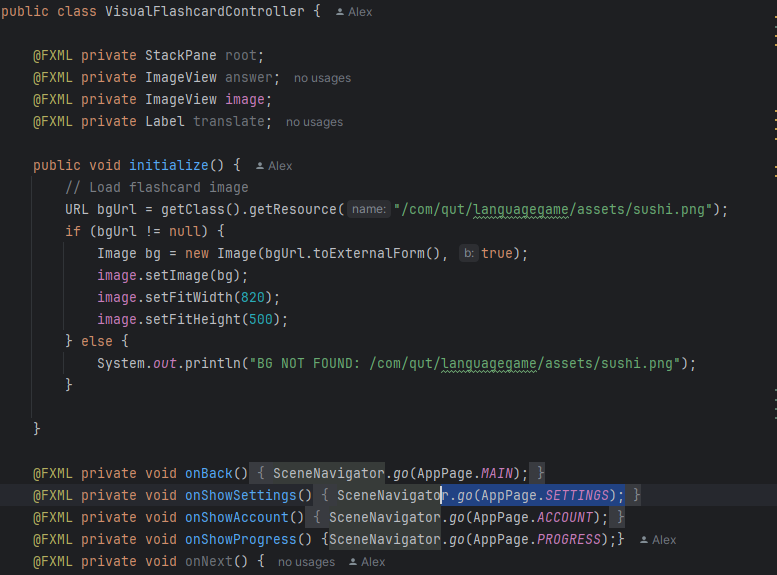 public class VisualFlashcardController { Alex
@FXML private StackPane root;
@FXML private ImageView answer; no usages
@FXML private ImageView image;
@FXML private Label translate; no usages
public void initialize() { Alex
// Load flashcard image
URL bgUrl = getClass().getResource( name: "/com/qut/languagegame/assets/sushi.png");
if (bgUrl != null) {
Image bg = new Image(bgUrl.toExternalForm(), b: true);
image.setImage(bg);
image.setFitWidth(820);
image.setFitHeight(500);
} else {
System.out.println("BG NOT FOUND: /com/qut/languagegame/assets/sushi.png");
}
}
@FXML private void onBack() { SceneNavigator.go(AppPage.MAIN); }
@FXML private void onShowSettings() { SceneNavigator.go(AppPage.SETTINGS); }
@FXML private void onShowAccount() { SceneNavigator.go(AppPage.ACCOUNT); }
@FXML private void onShowProgress() {SceneNavigator.go(AppPage.PROGRESS);} Alex
@FXML private void onNext() { no usages Alex